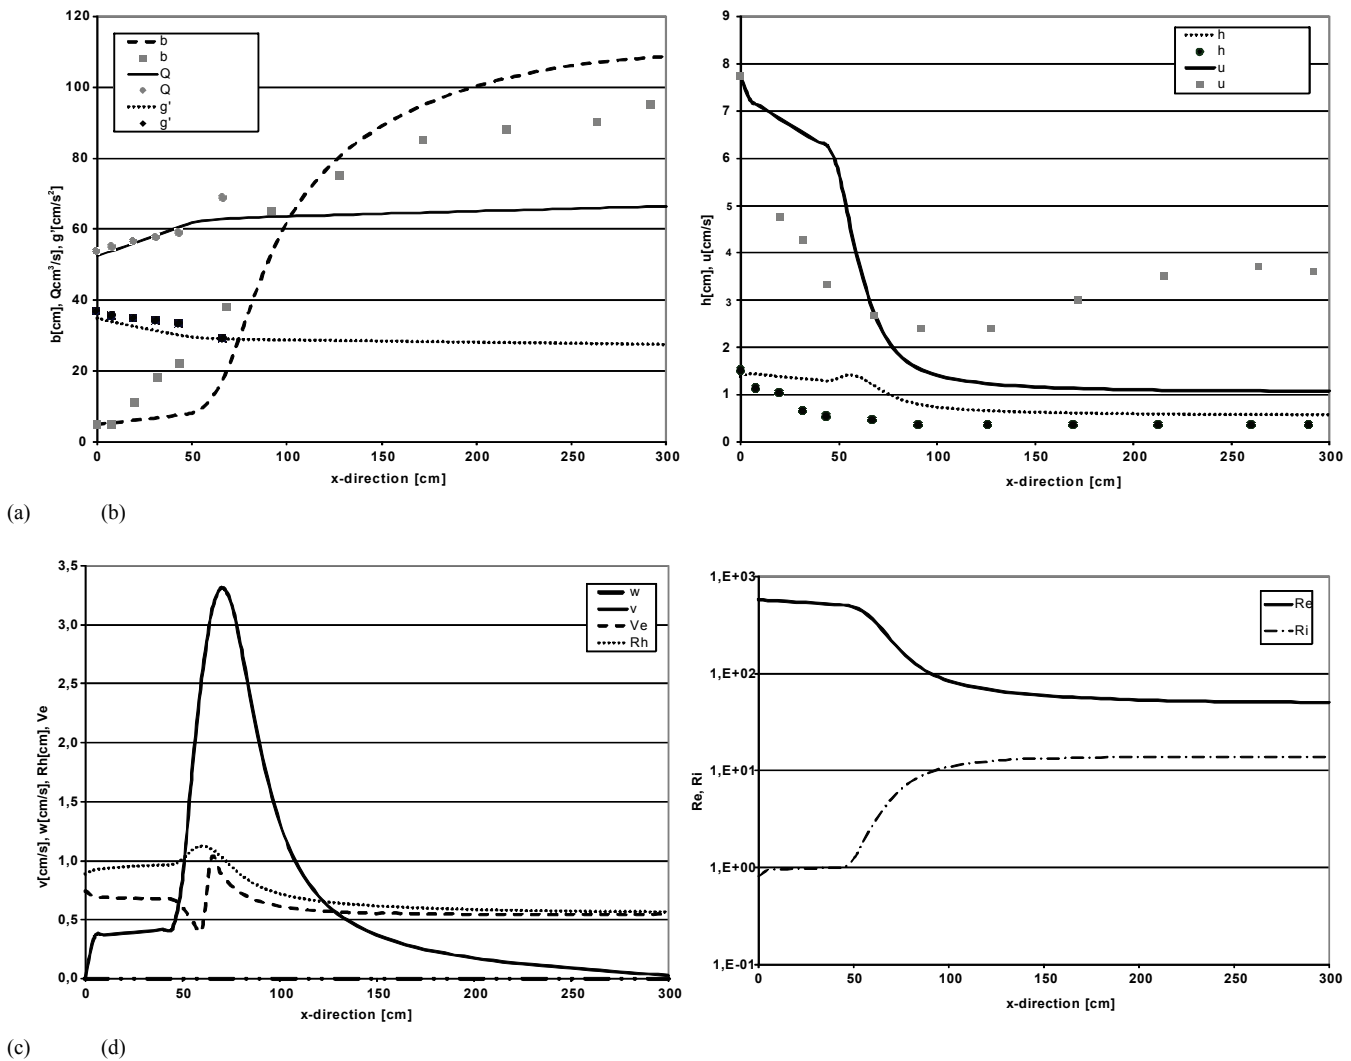 120
100
80
60
40
20
0
b[cm], Qcm³/s], g'[cm/s²]
b
b
Q
Q
g'
g'
0 50 100 150 200 250 300
x-direction [cm]
9
8
7
6
5
4
3
2
1
0
h[cm], u[cm/s]
h
h
u
u
0 50 100 150 200 250 300
x-direction [cm]
(a) (b)
3,5
3,0
2,5
2,0
1,5
1,0
0,5
0,0
v[cm/s], w[cm/s], Rh[cm], Ve
w
v
Ve
Rh
0 50 100 150 200 250 300
x-direction [cm]
1,E+03
1,E+02
1,E+01
1,E+00
1,E-01
Re, Ri
Re
Ri
0 50 100 150 200 250 300
x-direction [cm]
(c) (d)